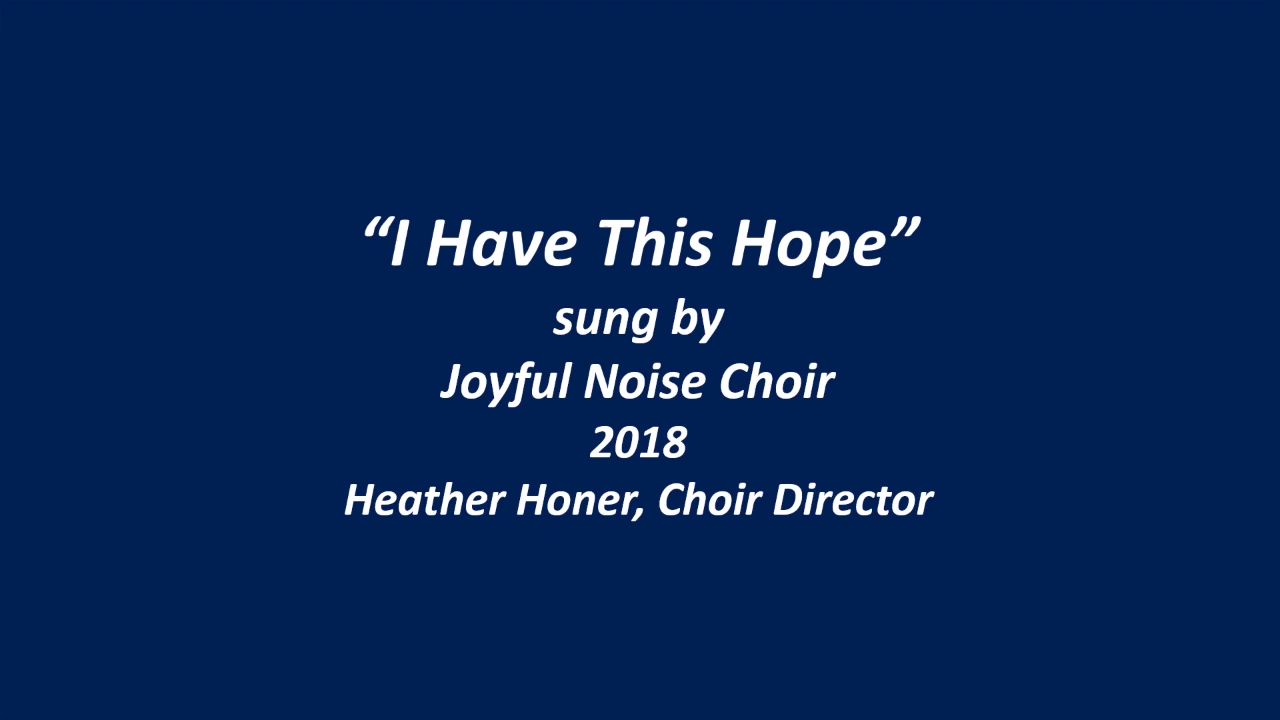 “I Have This Hope”
sung by
Joyful Noise Choir
2018
Heather Honer, Choir Director